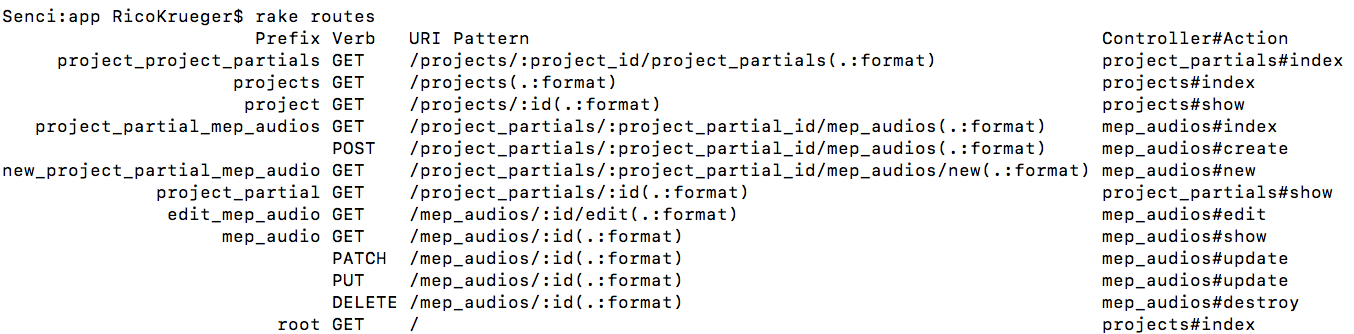 Senci:app RicoKrueger$ rake routes
Prefix Verb URI Pattern Controller#Action
project_project_partials GET /projects/:project_id/project_partials(.:format) project_partials#index
projects GET /projects(.:format) projects#index
project GET /projects/:id(.:format) projects#show
project_partial_mep_audios GET /project_partials/:project_partial_id/mep_audios(.:format) mep_audios#index
POST /project_partials/:project_partial_id/mep_audios(.:format) mep_audios#create
new_project_partial_mep_audio GET /project_partials/:project_partial_id/mep_audios/new(.:format) mep_audios#new
project_partial GET /project_partials/:id(.:format) project_partials#show
edit_mep_audio GET /mep_audios/:id/edit(.:format) mep_audios#edit
mep_audio GET /mep_audios/:id(.:format) mep_audios#show
PATCH /mep_audios/:id(.:format) mep_audios#update
PUT /mep_audios/:id(.:format) mep_audios#update
DELETE /mep_audios/:id(.:format) mep_audios#destroy
root GET / projects#index